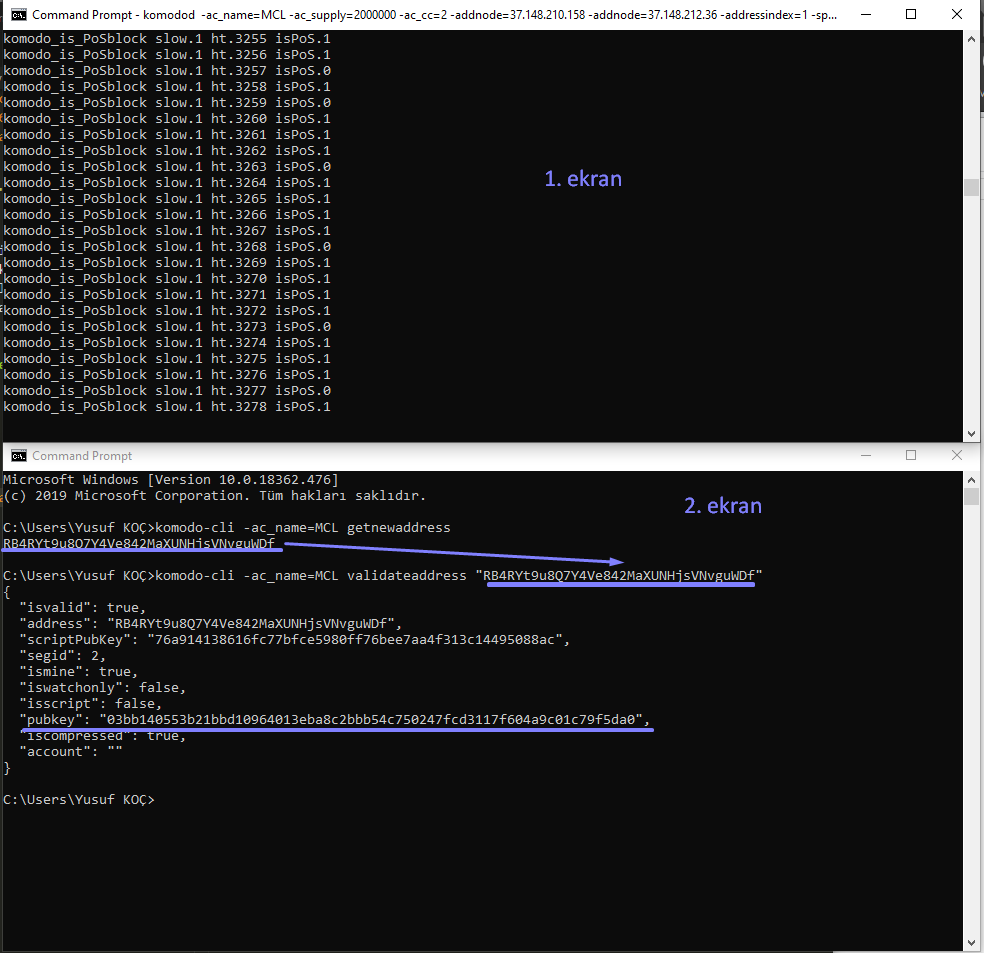 Command Prompt - komodod -ac_name=MCL -ac_supply=2000000 -ac_cc=2 -addnode=37.148.210.158 -addnode=37.148.212.36 -addressindex=1 -sp...
komodo_is_PoSblock slow.1 ht.3255 isPoS.1
komodo_is_PoSblock slow.1 ht.3256 isPoS.1
komodo_is_PoSblock slow.1 ht.3257 isPoS.0
komodo_is_PoSblock slow.1 ht.3258 isPoS.1
komodo_is_PoSblock slow.1 ht.3259 isPoS.0
komodo_is_PoSblock slow.1 ht.3260 isPoS.1
komodo_is_PoSblock slow.1 ht.3261 isPoS.1
komodo_is_PoSblock slow.1 ht.3262 isPoS.1
komodo_is_PoSblock slow.1 ht.3263 isPoS.0
komodo_is_PoSblock slow.1 ht.3264 isPoS.1
1. ekran
komodo_is_PoSblock slow.1 ht.3265 isPoS.1
komodo_is_PoSblock slow.1 ht.3266 isPoS.1
komodo_is_PoSblock slow.1 ht.3267 isPoS.1
komodo_is_PoSblock slow.1 ht.3268 isPoS.0
komodo_is_PoSblock slow.1 ht.3269 isPoS.1
komodo_is_PoSblock slow.1 ht.3270 isPoS.1
komodo_is_PoSblock slow.1 ht.3271 isPoS.1
komodo_is_PoSblock slow.1 ht.3272 isPoS.1
komodo_is_PoSblock slow.1 ht.3273 isPoS.0
komodo_is_PoSblock slow.1 ht.3274 isPoS.1
komodo_is_PoSblock slow.1 ht.3275 isPoS.1
komodo_is_PoSblock slow.1 ht.3276 isPoS.1
komodo_is_PoSblock slow.1 ht.3277 isPoS.0
komodo_is_PoSblock slow.1 ht.3278 isPoS.1
Command Prompt
Microsoft Windows [Version 10.0.18362.476]
(c) 2019 Microsoft Corporation. Tüm hakları saklıdır.
2. ekran
C:\Users\Yusuf KOÇ>komodo-cli -ac_name=MCL getnewaddress
RB4RYt9u8Q7Y4Ve842MaXUNHjsVNvguWDf
C:\Users\Yusuf KOÇ>komodo-cli -ac_name=MCL validateaddress "RB4RYt9u8Q7Y4Ve842MaXUNHjsVNvguWDf"
{
"isvalid": true,
"address": "RB4RYt9u8Q7Y4Ve842MaXUNHjsVNvguWDf",
"scriptPubKey": "76a914138616fc77bfce5980ff76bee7aa4f313c14495088ac",
"segid": 2,
"ismine": true,
"iswatchonly": false,
"isscript": false,
"pubkey": "03bb140553b21bbd10964013eba8c2bbb54c750247fcd3117f604a9c01c79f5da0",
"iscompressed": true,
"account": ""
}
C:\Users\Yusuf KOÇ>